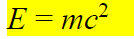 E = mc²